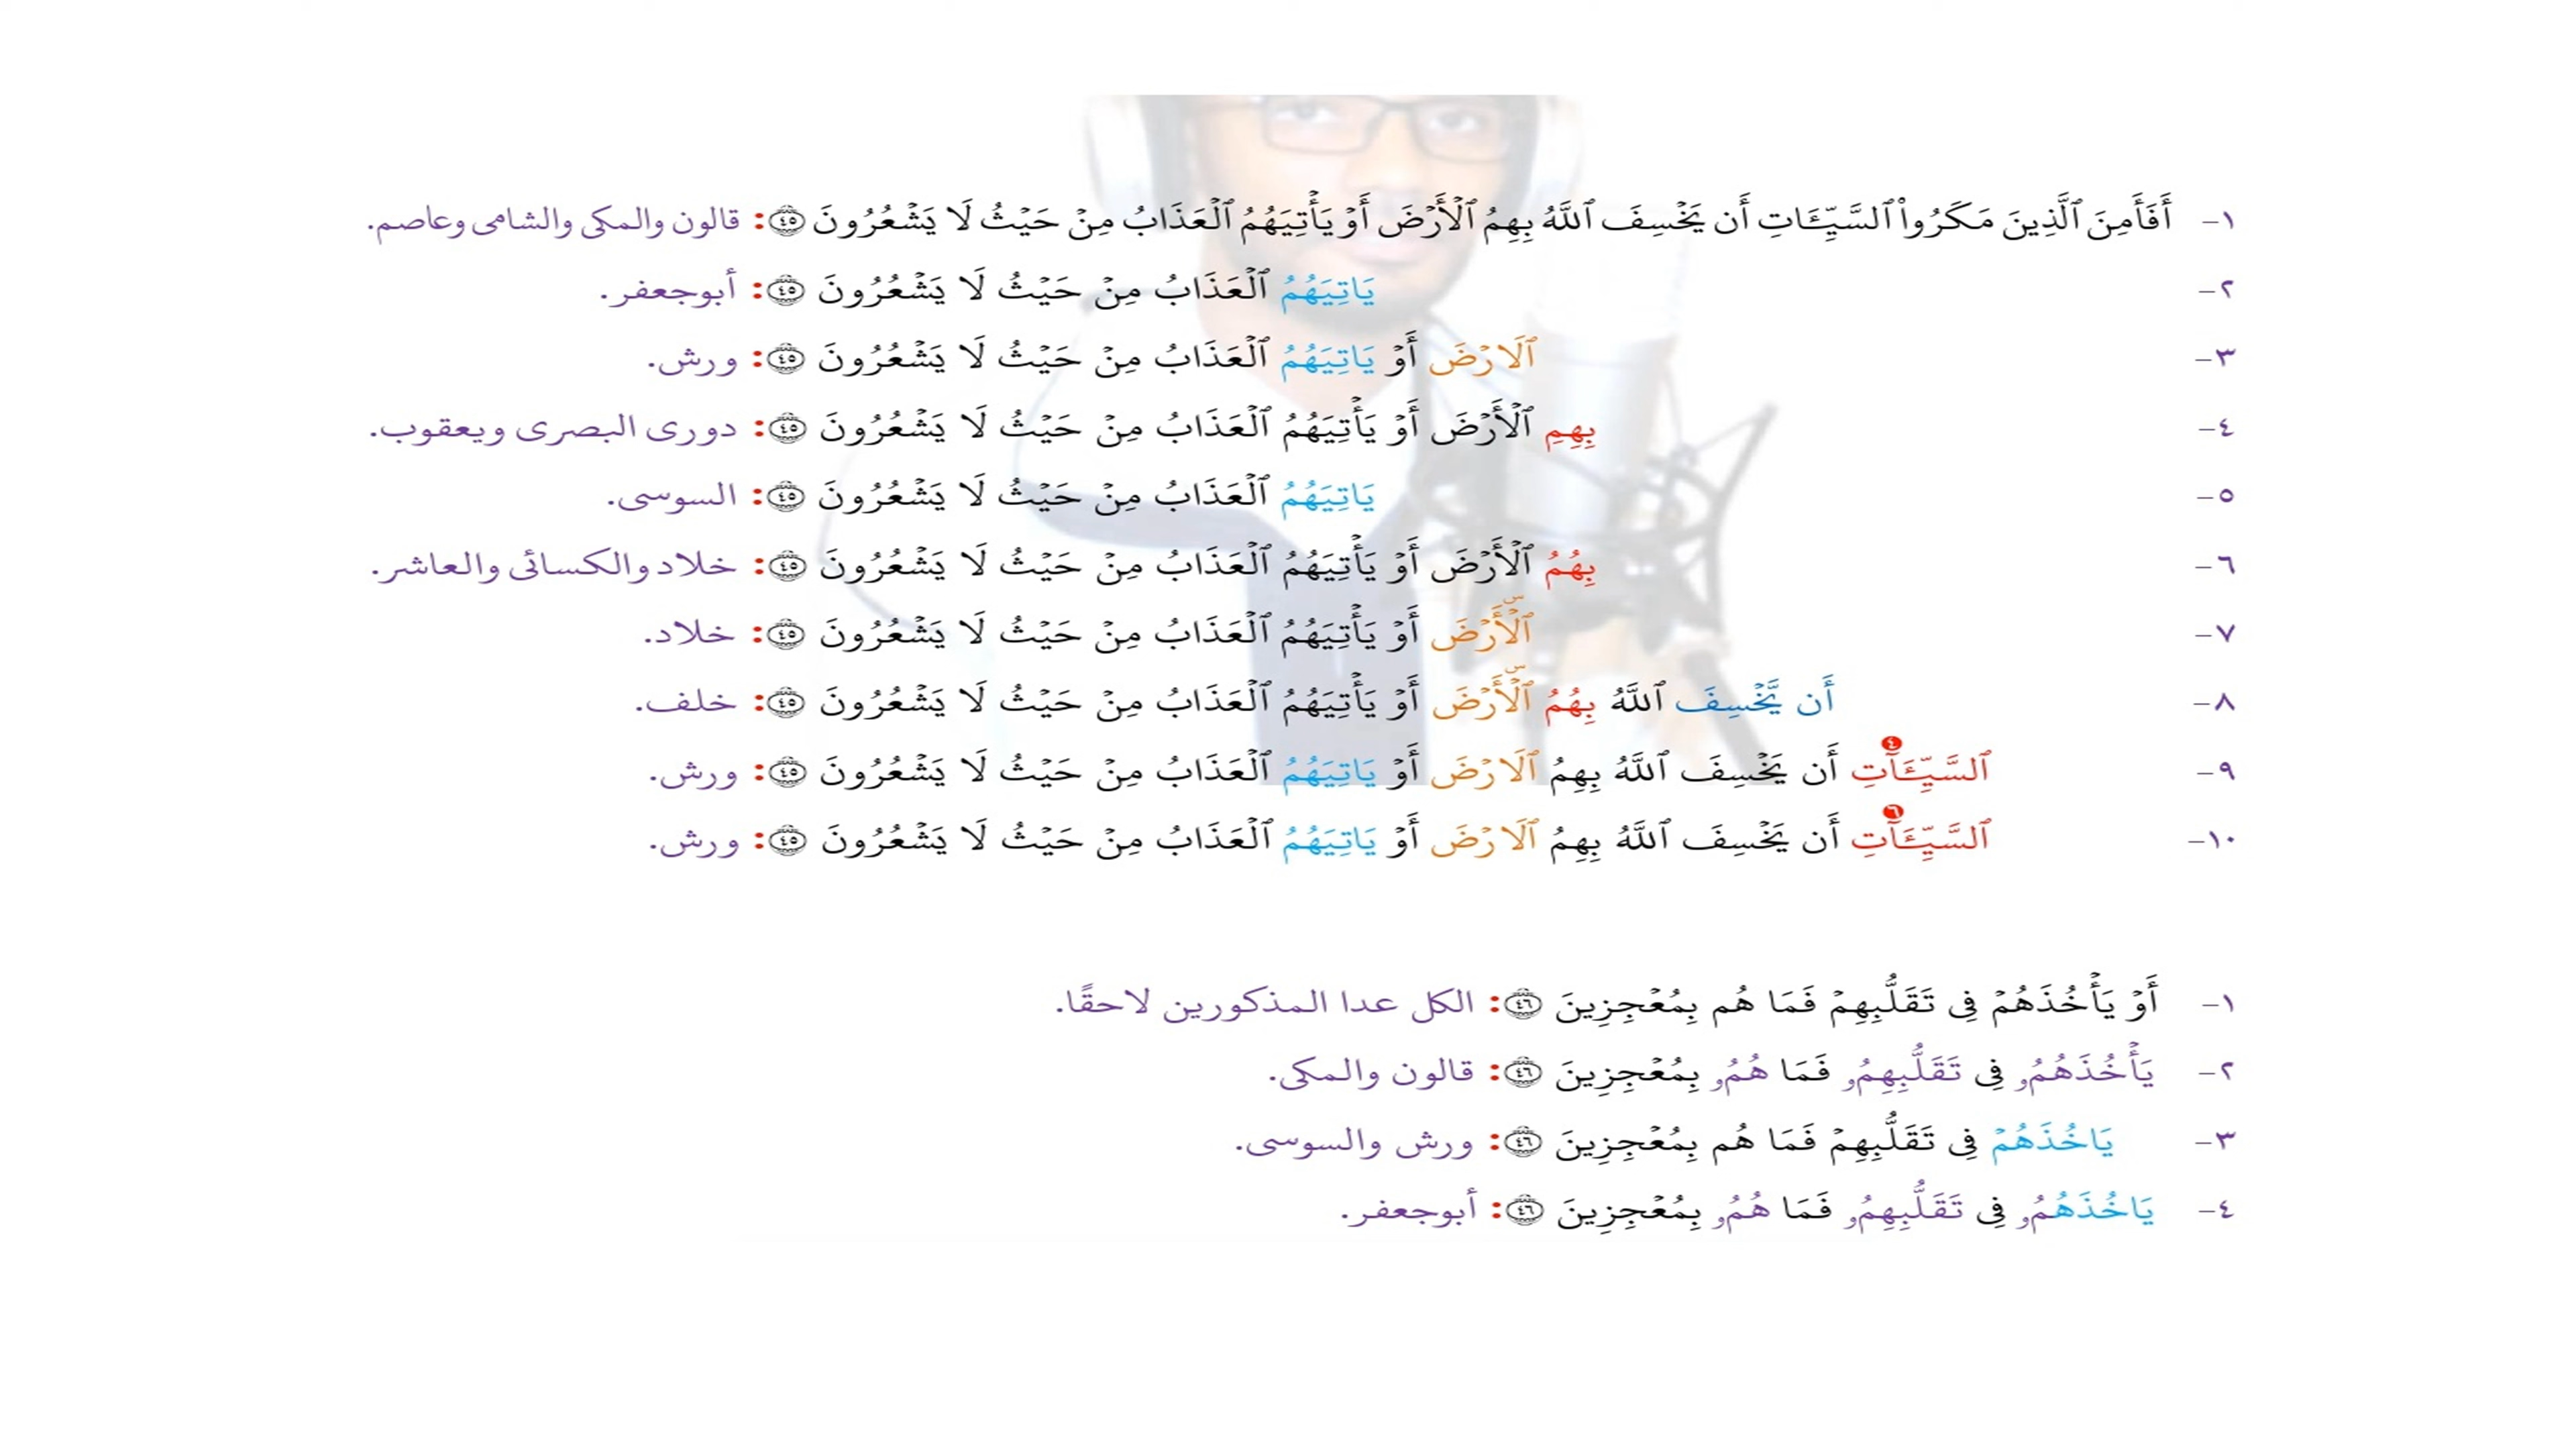 ١- أَفَأَمِنَ ٱلَّذِينَ مَكَرُوا۟ ٱلسَّيِّـَٔاتِ أَن يَخۡسِفَ ٱللَّهُ بِهِمُ ٱلۡأَرۡضَ أَوۡ يَأۡتِيَهُمُ ٱلۡعَذَابُ مِنۡ حَيۡثُ لَا يَشۡعُرُونَ ٤٥ : قالون والمكى والشامى وعاصم.
٢- يَاتِيَهُمُ ٱلۡعَذَابُ مِنۡ حَيۡثُ لَا يَشۡعُرُونَ ٤٥ : أبوجعفر.
٣- ٱلَارۡضَ أَوۡ يَاتِيَهُمُ ٱلۡعَذَابُ مِنۡ حَيۡثُ لَا يَشۡعُرُونَ ٤٥ : ورش.
٤- بِهِمِ ٱلۡأَرۡضَ أَوۡ يَأۡتِيَهُمُ ٱلۡعَذَابُ مِنۡ حَيۡثُ لَا يَشۡعُرُونَ ٤٥ : دورى البصرى ويعقوب.
٥- يَاتِيَهُمُ ٱلۡعَذَابُ مِنۡ حَيۡثُ لَا يَشۡعُرُونَ ٤٥ : السوسى.
٦- بِهُمُ ٱلۡأَرۡضَ أَوۡ يَأۡتِيَهُمُ ٱلۡعَذَابُ مِنۡ حَيۡثُ لَا يَشۡعُرُونَ ٤٥ : خلاد والكسائى والعاشر.
٧- ٱلۡۜأَرۡضَ أَوۡ يَأۡتِيَهُمُ ٱلۡعَذَابُ مِنۡ حَيۡثُ لَا يَشۡعُرُونَ ٤٥ : خلاد.
٨- أَن يَّخۡسِفَ ٱللَّهُ بِهُمُ ٱلۡۜأَرۡضَ أَوۡ يَأۡتِيَهُمُ ٱلۡعَذَابُ مِنۡ حَيۡثُ لَا يَشۡعُرُونَ ٤٥ : خلف.
٩- ٱلسَّيِّـَٔآتِ ٤ أَن يَخۡسِفَ ٱللَّهُ بِهِمُ ٱلَارۡضَ أَوۡ يَاتِيَهُمُ ٱلۡعَذَابُ مِنۡ حَيۡثُ لَا يَشۡعُرُونَ ٤٥ : ورش.
١٠- ٱلسَّيِّـَٔآتِ ٦ أَن يَخۡسِفَ ٱللَّهُ بِهِمُ ٱلَارۡضَ أَوۡ يَاتِيَهُمُ ٱلۡعَذَابُ مِنۡ حَيۡثُ لَا يَشۡعُرُونَ ٤٥ : ورش.
١- أَوۡ يَأۡخُذَهُمۡ فِى تَقَلُّبِهِمۡ فَمَا هُم بِمُعۡجِزِينَ ٤٦ : الكل عدا المذكورين لاحقًا.
٢- يَأۡخُذَهُمُۥ فِى تَقَلُّبِهِمُۥ فَمَا هُمُۥ بِمُعۡجِزِينَ ٤٦ : قالون والمكى.
٣- يَاخُذَهُمۡ فِى تَقَلُّبِهِمۡ فَمَا هُم بِمُعۡجِزِينَ ٤٦ : ورش والسوسى.
٤- يَاخُذَهُمُۥ فِى تَقَلُّبِهِمُۥ فَمَا هُمُۥ بِمُعۡجِزِينَ ٤٦ : أبوجعفر.